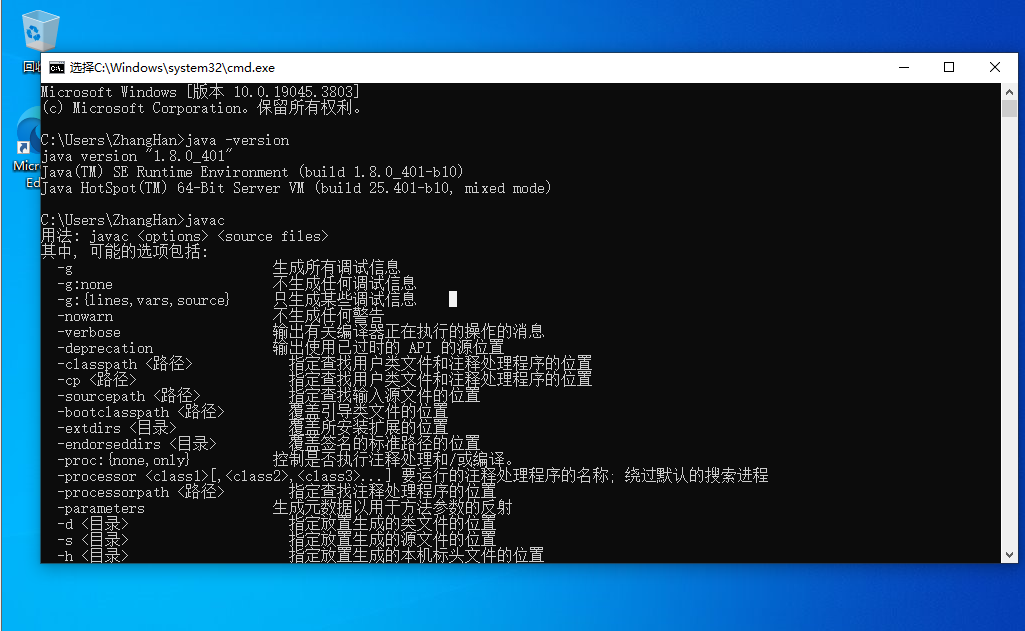 回收
选择C:\Windows\system32\cmd.exe
Microsoft Windows [版本 10.0.19045.3803]
(c) Microsoft Corporation。保留所有权利。
C:\Users\ZhangHan>java -version
java version "1.8.0_401"
Java(TM) SE Runtime Environment (build 1.8.0_401-b10)
Java HotSpot(TM) 64-Bit Server VM (build 25.401-b10, mixed mode)
Micr
Ed
C:\Users\ZhangHan>javac
用法: javac <options> <source files>
其中, 可能的选项包括:
-g 生成所有调试信息
-g:none 不生成任何调试信息
-g:{lines,vars,source} 只生成某些调试信息
-nowarn 不生成任何警告
-verbose 输出有关编译器正在执行的操作的消息
-deprecation 输出使用已过时的 API 的源位置
-classpath <路径> 指定查找用户类文件和注释处理程序的位置
-cp <路径> 指定查找用户类文件和注释处理程序的位置
-sourcepath <路径> 指定查找输入源文件的位置
-bootclasspath <路径> 覆盖引导类文件的位置
-extdirs <目录> 覆盖所安装扩展的位置
-endorseddirs <目录> 覆盖签名的标准路径的位置
-proc:{none,only} 控制是否执行注释处理和/或编译。
-processor <class1>[,<class2>,<class3>...] 要运行的注释处理程序的名称; 绕过默认的搜索进程
-processorpath <路径> 指定查找注释处理程序的位置
-parameters 生成元数据以用于方法参数的反射
-d <目录> 指定放置生成的类文件的位置
-s <目录> 指定放置生成的源文件的位置
-h <目录> 指定放置生成的本机标头文件的位置